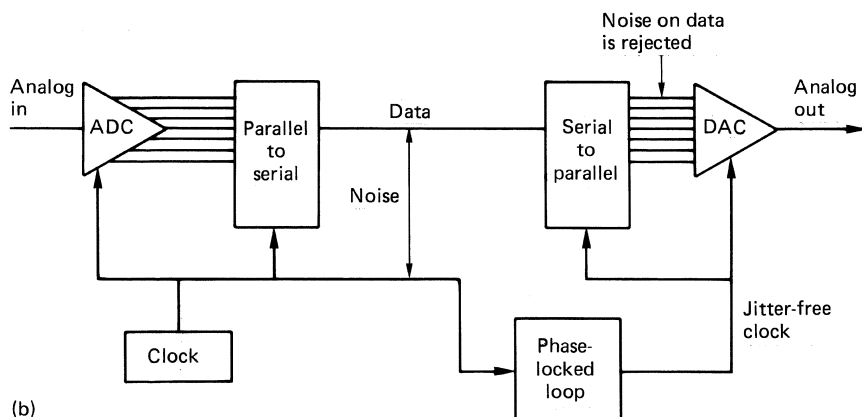 Noise on data
is rejected
Analog
in
ADC
Parallel
to
serial
Data
Noise
Serial
to
parallel
DAC
Analog
out
Clock
Phase-
locked
loop
Jitter-free
clock
(b)